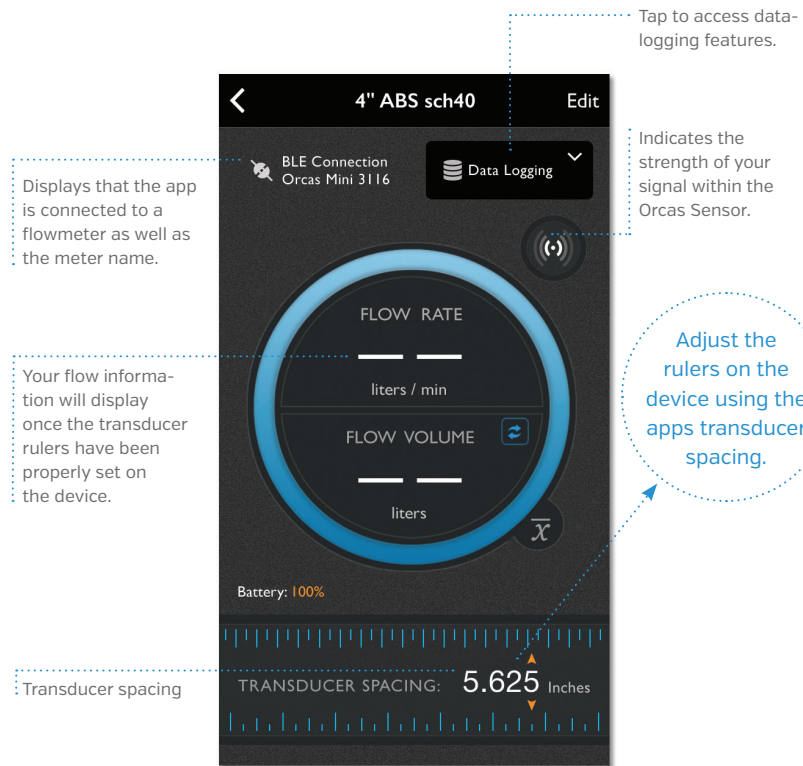 Tap to access data-
logging features.
4" ABS sch40
Edit
BLE Connection
Orcas Mini 3116
Data Logging
Indicates the
strength of your
signal within the
Orcas Sensor.
Displays that the app
is connected to a
flowmeter as well as
the meter name.
FLOW RATE
liters / min
Adjust the
rulers on the
device using the
apps transducer
spacing.
Your flow informa-
tion will display
once the transducer
rulers have been
properly set on
the device.
FLOW VOLUME
liters
x̅
Battery: 100%
Transducer spacing
TRANSDUCER SPACING: 5.625 Inches